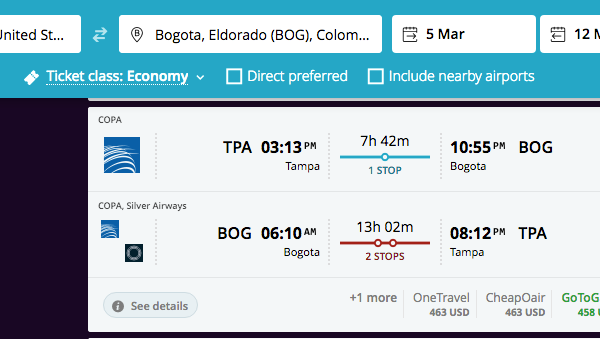 United St...
Bogota, Eldorado (BOG), Colom...
5 Mar
12 M
Ticket class: Economy
Direct preferred
Include nearby airports
COPA
TPA 03:13 PM
Tampa
7h 42m
1 STOP
10:55 PM BOG
Bogota
COPA, Silver Airways
BOG 06:10 AM
Bogota
13h 02m
2 STOPS
08:12 PM TPA
Tampa
See details
+1 more
OneTravel
463 USD
CheapOair
463 USD
GoToG
458 U